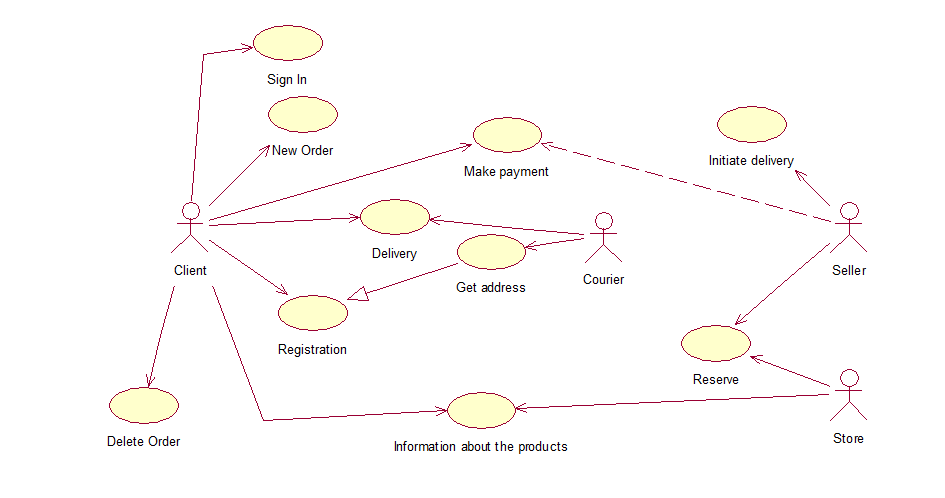 Sign In
New Order
Make payment
Initiate delivery
Delivery
Client
Get address
Courier
Seller
Registration
Reserve
Delete Order
Information about the products
Store